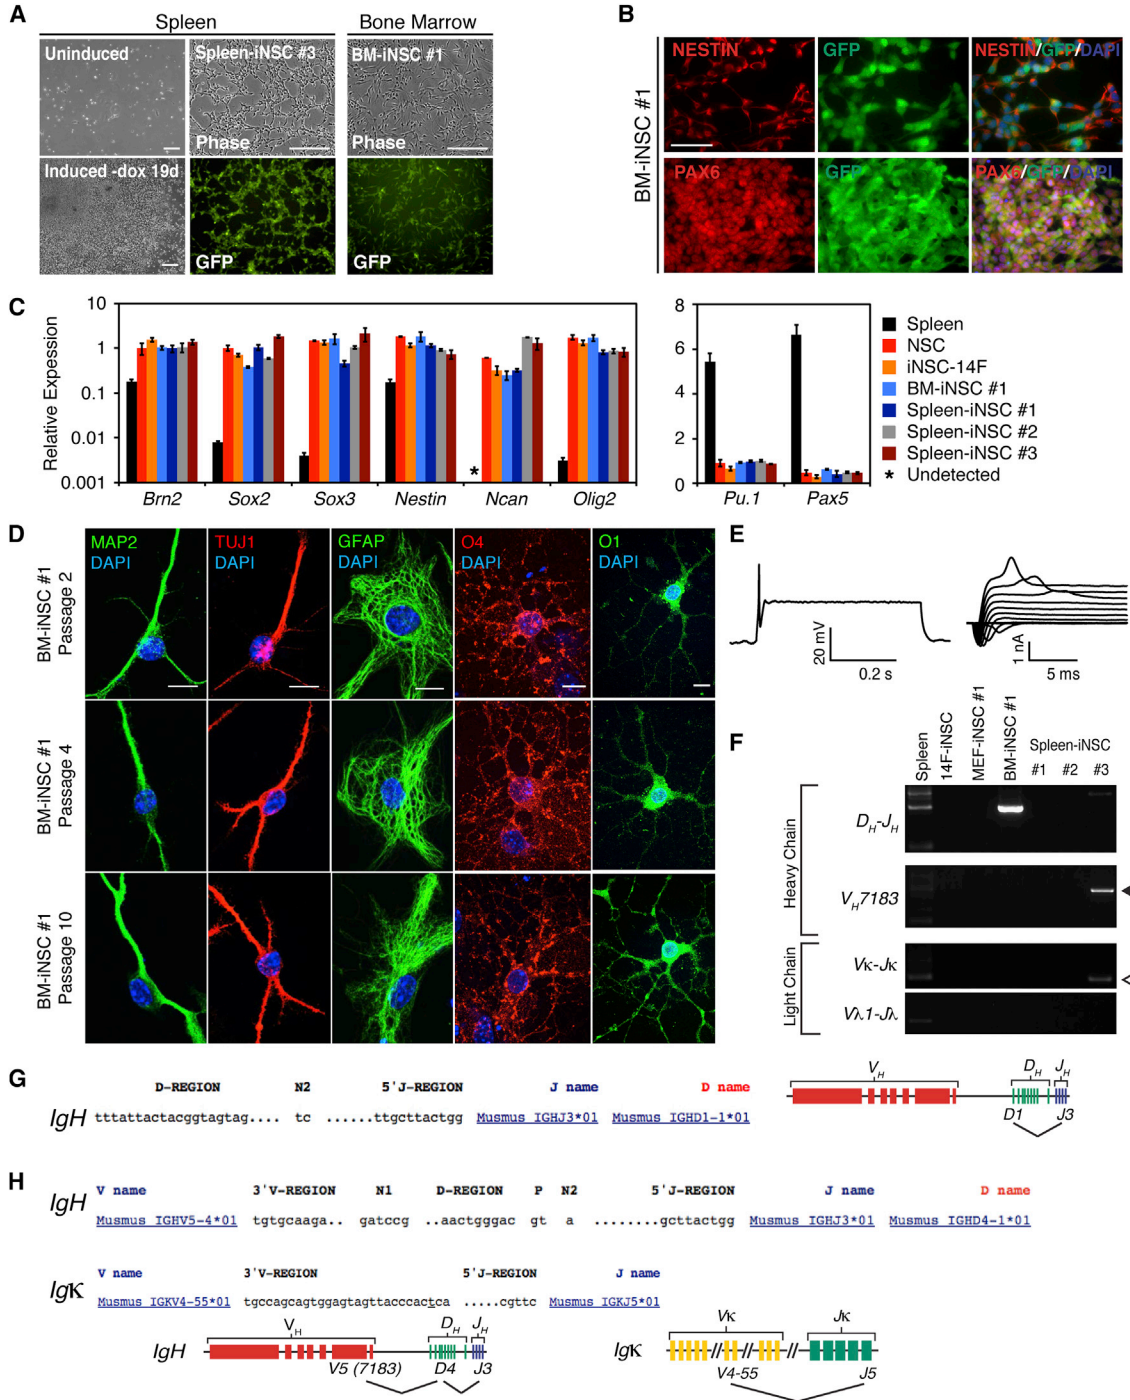 A
Spleen
Bone Marrow
Uninduced
Spleen-iNSC #3
BM-iNSC #1
Phase
Phase
Induced -dox 19d
GFP
GFP
B
BM-iNSC #1
NESTIN
GFP
NESTIN/GFP/DAPI
PAX6
GFP
PAX6/GFP/DAPI
C
Relative Expression
10
1
0.1
0.01
0.001
*
Brn2 Sox2 Sox3 Nestin Ncan Olig2
8
6
4
2
0
Pu.1 Pax5
Spleen
NSC
iNSC-14F
BM-iNSC #1
Spleen-iNSC #1
Spleen-iNSC #2
Spleen-iNSC #3
* Undetected
D
BM-iNSC #1
Passage 2
MAP2
DAPI
TUJ1
DAPI
GFAP
DAPI
O4
DAPI
O1
DAPI
BM-iNSC #1
Passage 4
BM-iNSC #1
Passage 10
E
20 mV
0.2 s
1 nA
5 ms
F
Spleen
14F-iNSC
MEF-iNSC #1
BM-iNSC #1
Spleen-iNSC
#1 #2 #3
Heavy Chain
DH-JH
VH7183
Light Chain
Vκ-Jκ
Vλ1-Jλ
G
D-REGION N2 5'J-REGION J name D name
IgH tttattactacggtagtag.... tc ......ttgcttactgg Musmus IGHJ3*01 Musmus IGHD1-1*01
VH DH JH
D1 J3
H
IgH
V name 3'V-REGION N1 D-REGION P N2 5'J-REGION J name D name
Musmus IGHV5-4*01 tgtgcaaga.. gatccg ..aactgggac gt a ........gcttactgg Musmus IGHJ3*01 Musmus IGHD4-1*01
Igκ
V name 3'V-REGION 5'J-REGION J name
Musmus IGKV4-55*01 tgccagcagtggagtagttacccactca .....cgttc Musmus IGKJ5*01
IgH
VH DH JH
V5 (7183) D4 J3
Igκ
Vκ Jκ
V4-55 J5